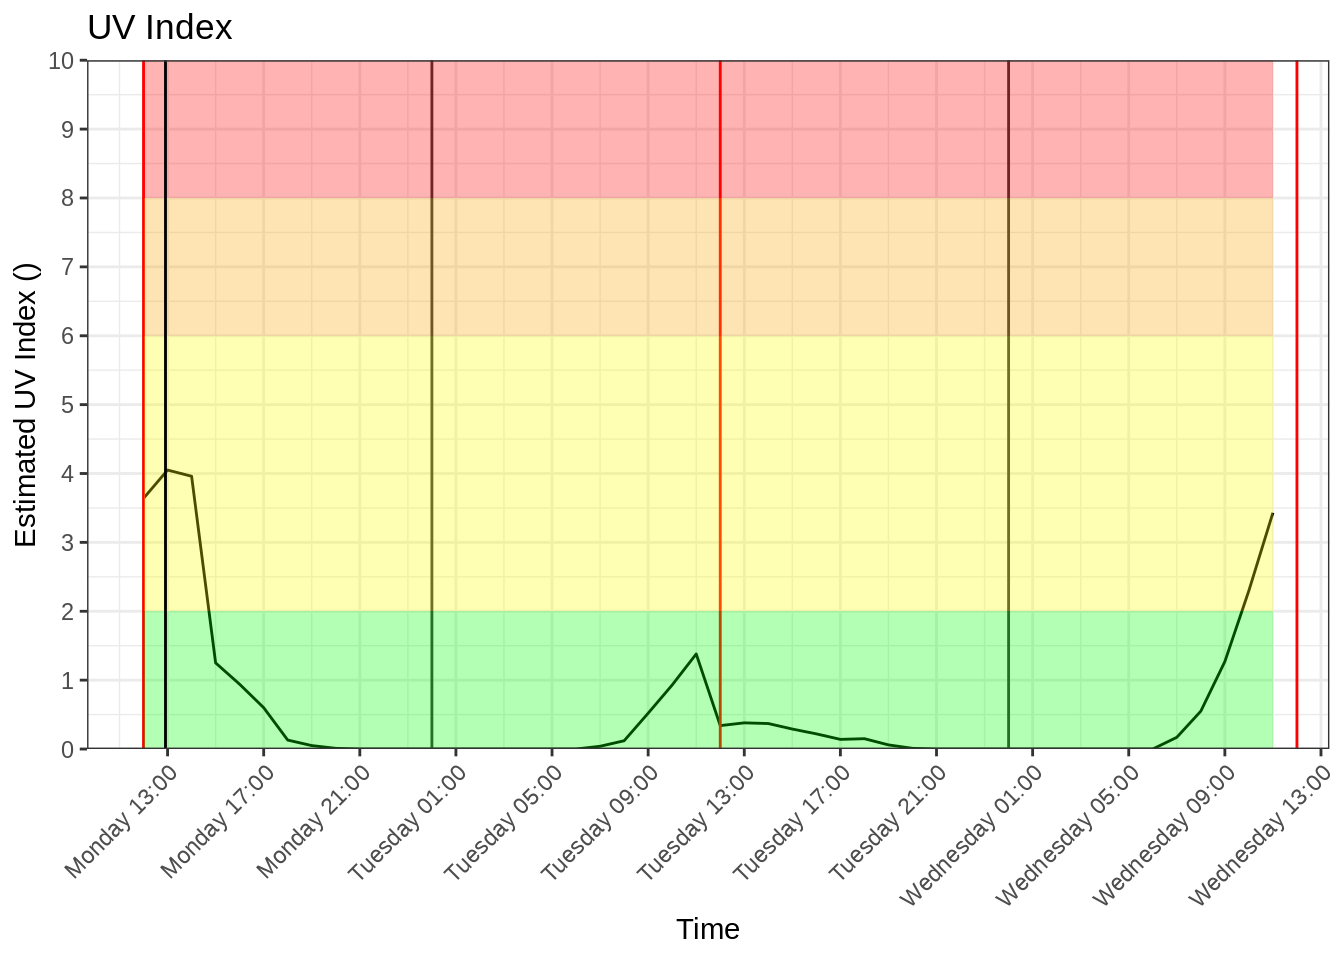 UV Index
10
9
8
7
6
5
4
3
2
1
0
Estimated UV Index ()
Monday 13:00
Monday 17:00
Monday 21:00
Tuesday 01:00
Tuesday 05:00
Tuesday 09:00
Tuesday 13:00
Tuesday 17:00
Tuesday 21:00
Wednesday 01:00
Wednesday 05:00
Wednesday 09:00
Wednesday 13:00
Time